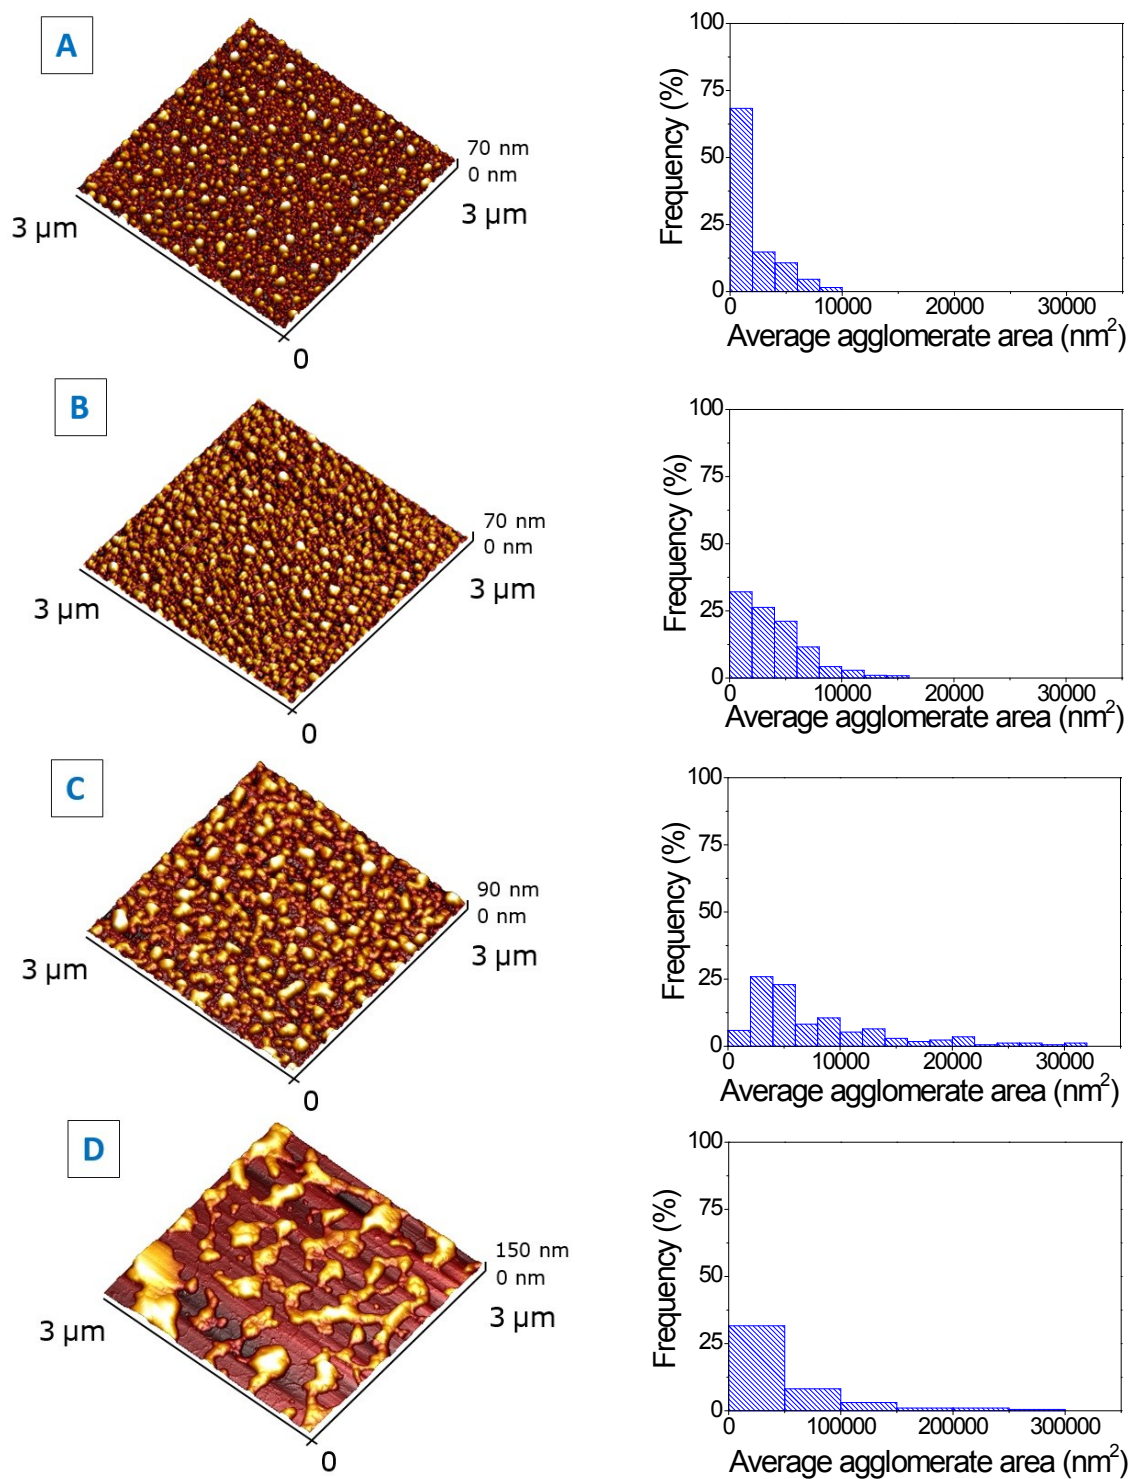 A
70 nm
0 nm
3 µm
3 µm
0
100
75
50
25
0
Frequency (%)
0 10000 20000 30000
Average agglomerate area (nm²)
B
70 nm
0 nm
3 µm
3 µm
0
100
75
50
25
0
Frequency (%)
0 10000 20000 30000
Average agglomerate area (nm²)
C
90 nm
0 nm
3 µm
3 µm
0
100
75
50
25
0
Frequency (%)
0 10000 20000 30000
Average agglomerate area (nm²)
D
150 nm
0 nm
3 µm
3 µm
0
100
75
50
25
0
Frequency (%)
0 100000 200000 300000
Average agglomerate area (nm²)